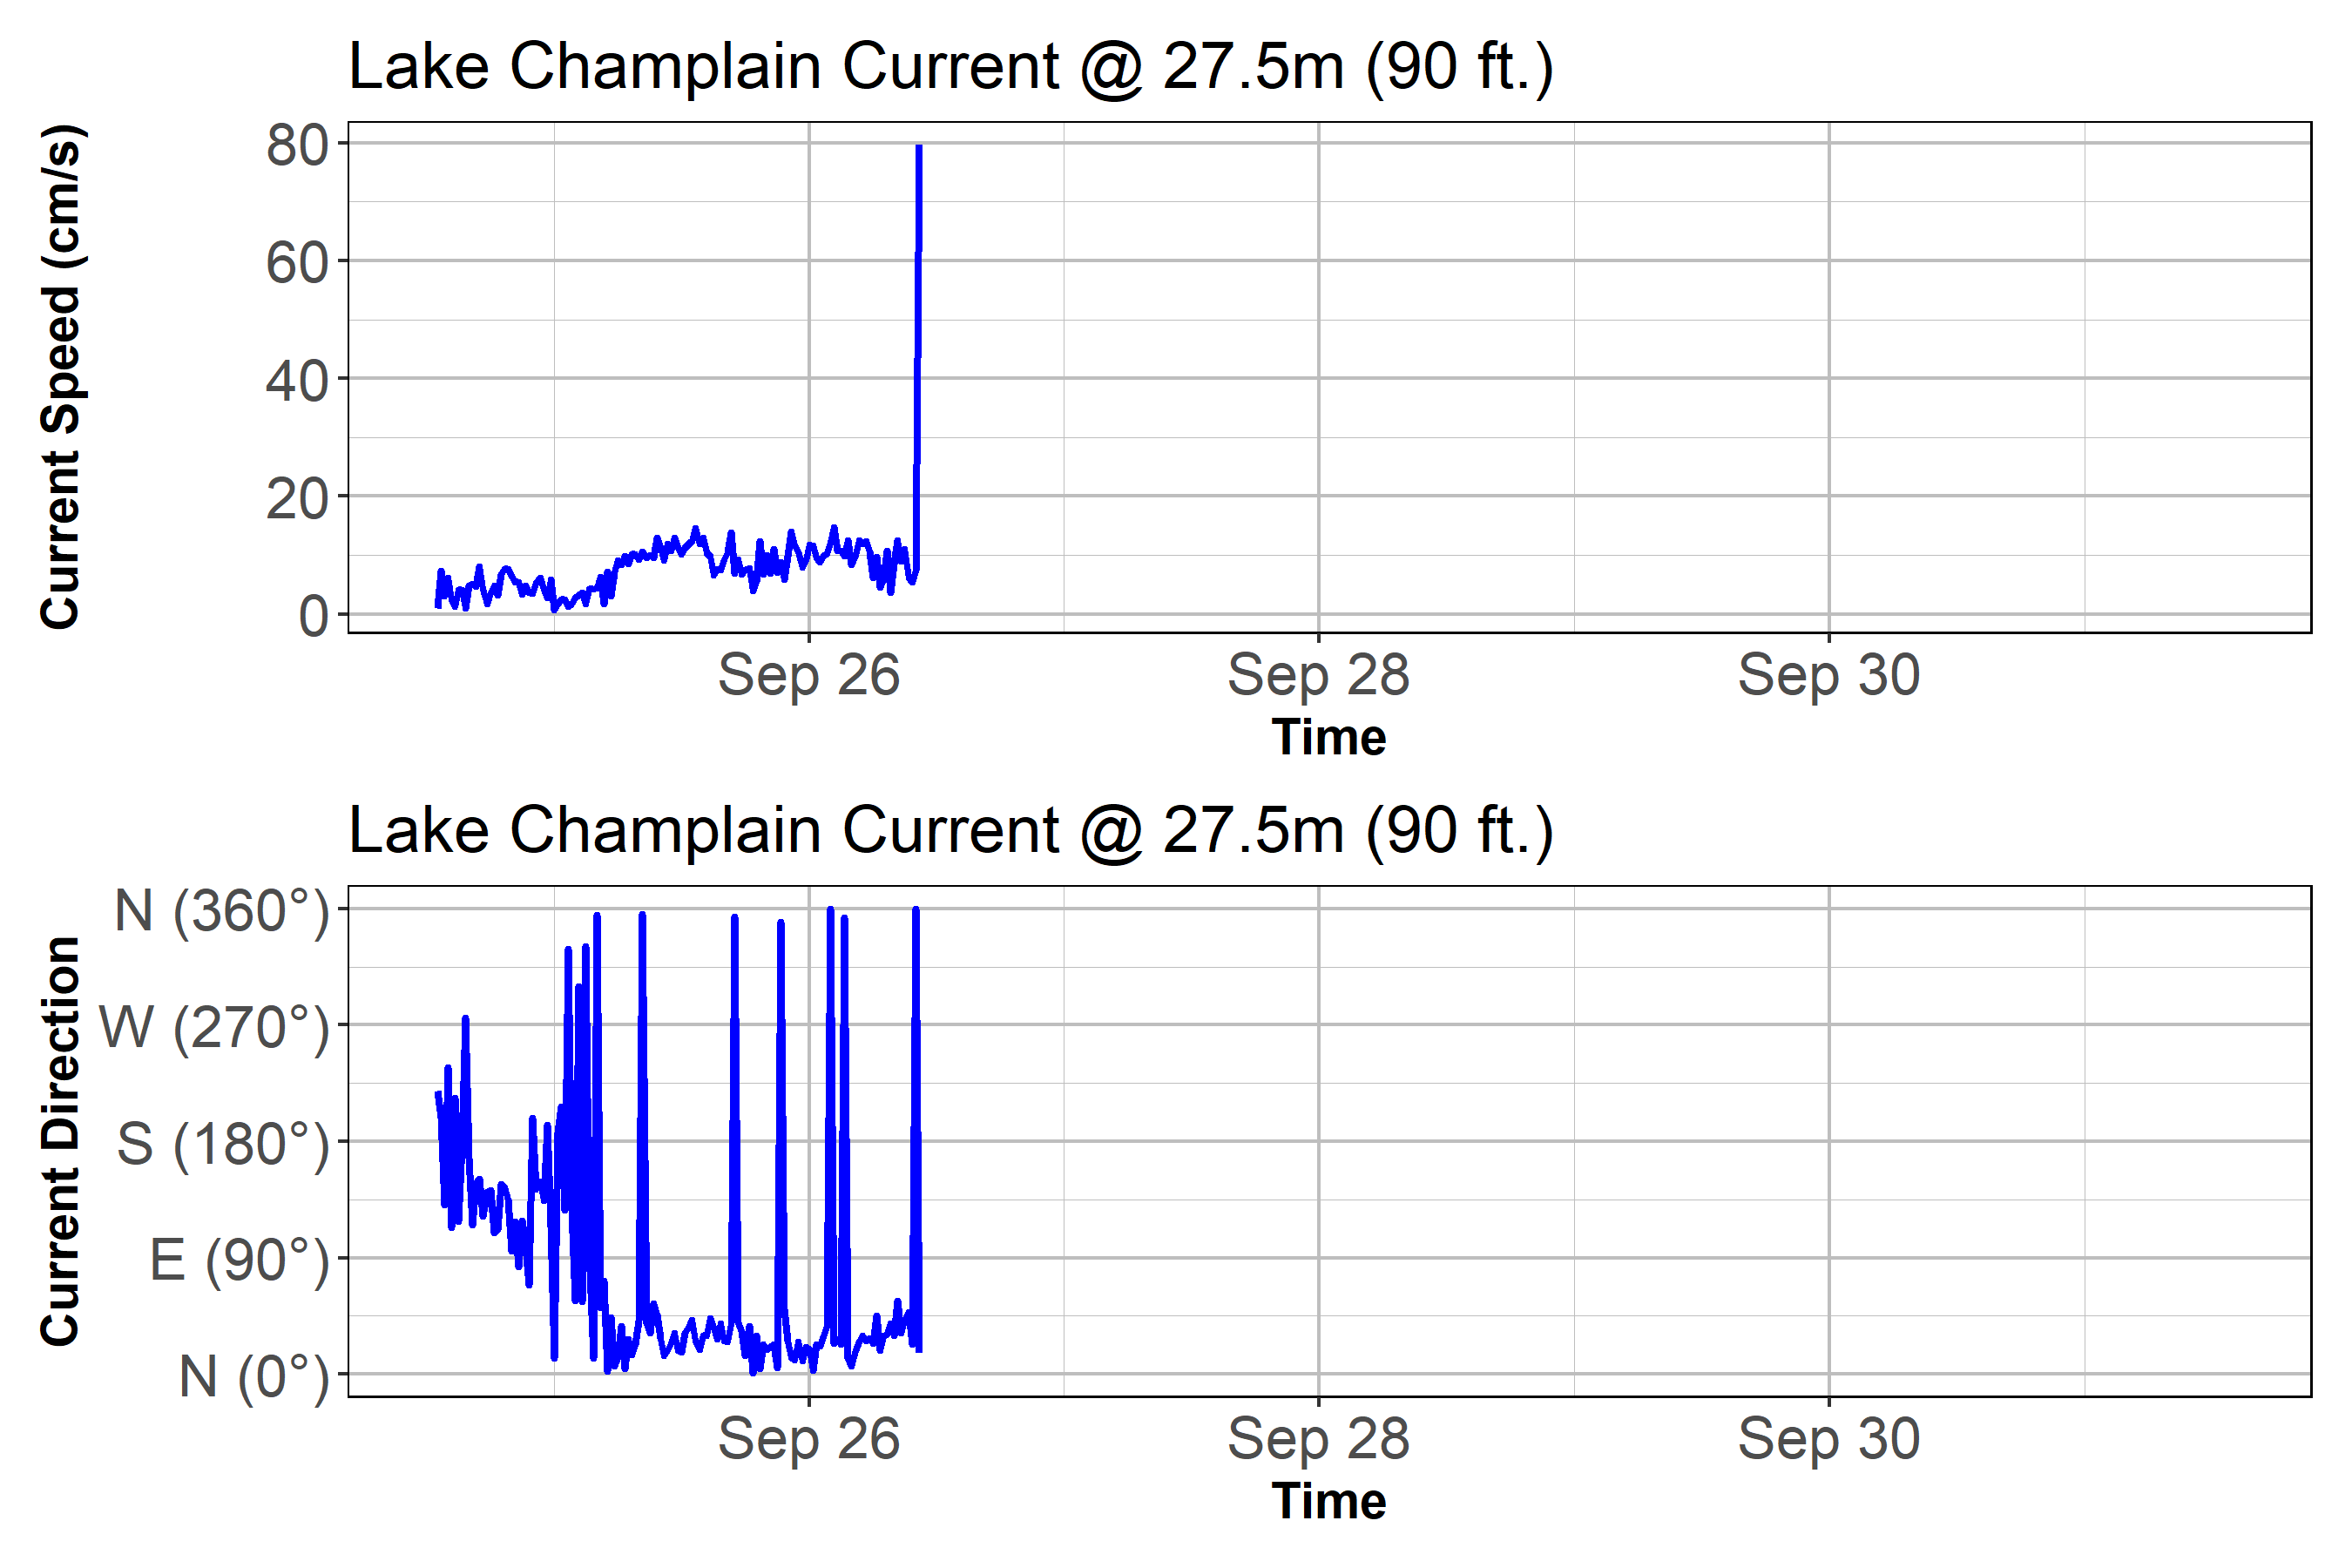 Lake Champlain Current @ 27.5m (90 ft.)
Current Speed (cm/s)
80
60
40
20
0
Sep 26 Sep 28 Sep 30
Time
Lake Champlain Current @ 27.5m (90 ft.)
Current Direction
N (360°)
W (270°)
S (180°)
E (90°)
N (0°)
Sep 26 Sep 28 Sep 30
Time